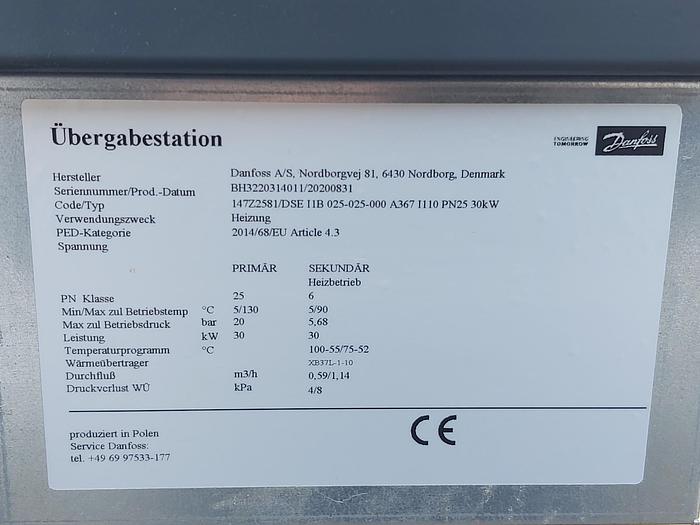 Übergabestation
ENGINEERING
TOMORROW
Danfoss
Hersteller Danfoss A/S, Nordborgvej 81, 6430 Nordborg, Denmark
Seriennummer/Prod.-Datum BH3220314011/20200831
Code/Typ 147Z2581/DSE I1B 025-025-000 A367 I110 PN25 30kW
Verwendungszweck Heizung
PED-Kategorie 2014/68/EU Article 4.3
Spannung
PRIMÄR SEKUNDÄR
Heizbetrieb
PN Klasse 25 6
Min/Max zul Betriebstemp °C 5/130 5/90
Max zul Betriebsdruck bar 20 5,68
Leistung kW 30 30
Temperaturprogramm °C 100-55/75-52
Wärmeübertrager XB37L-1-10
Durchfluß m3/h 0,59/1,14
Druckverlust WÜ kPa 4/8
produziert in Polen
Service Danfoss:
tel. +49 69 97533-177
CE